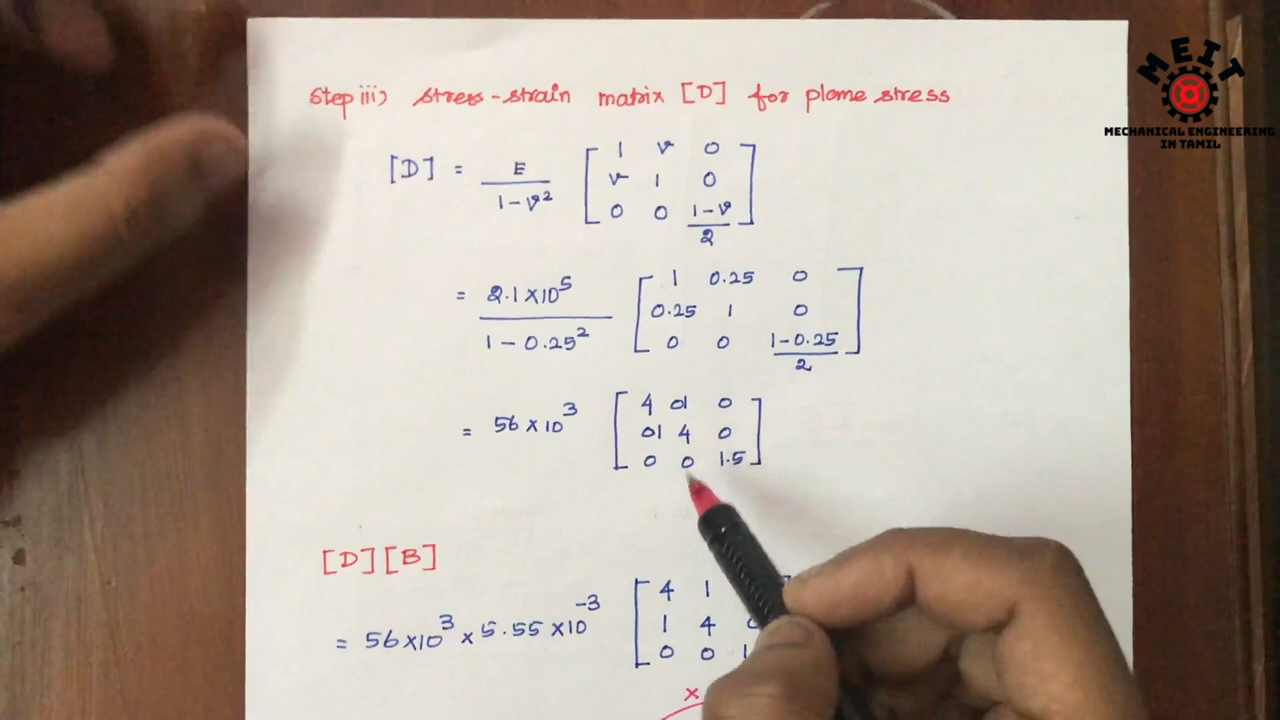 MEIT
MECHANICAL ENGINEERING
IN TAMIL
Step iii) stress-strain matrix [D] for plane stress
[D] = E / 1-v² [ 1 v 0
v 1 0
0 0 1-v / 2 ]
= 2.1×10⁵ / 1-0.25² [ 1 0.25 0
0.25 1 0
0 0 1-0.25 / 2 ]
= 56×10³ [ 4 01 0
01 4 0
0 0 1.5 ]
[D][B]
= 56×10³ × 5.55×10⁻³ [ 4 1
1 4
0 0 1
×